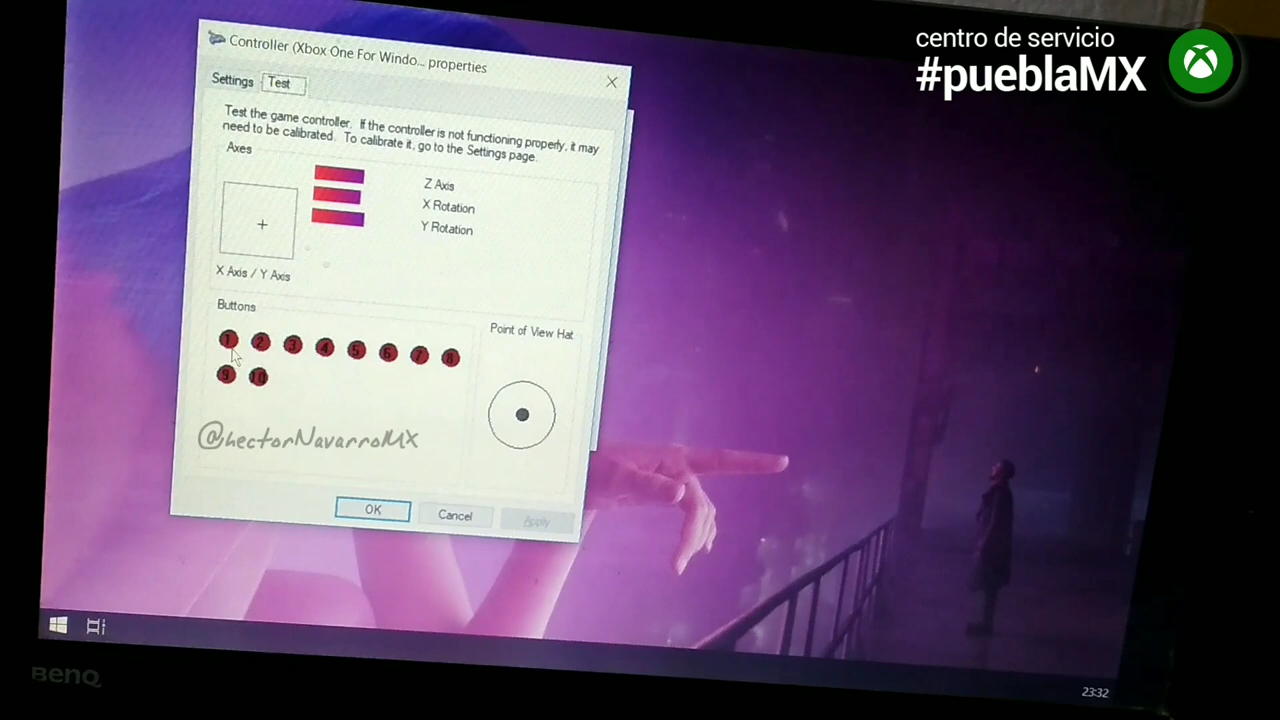 centro de servicio
#pueblaMX
Controller (Xbox One For Windo... properties
Settings Test
Test the game controller. If the controller is not functioning properly, it may
need to be calibrated. To calibrate it, go to the Settings page.
Axes
Z Axis
X Rotation
Y Rotation
X Axis / Y Axis
Buttons
Point of View Hat
1 2 3 4 5 6 7 8
9 10
@hectorNavarroMX
OK Cancel Apply
BenQ
23:32